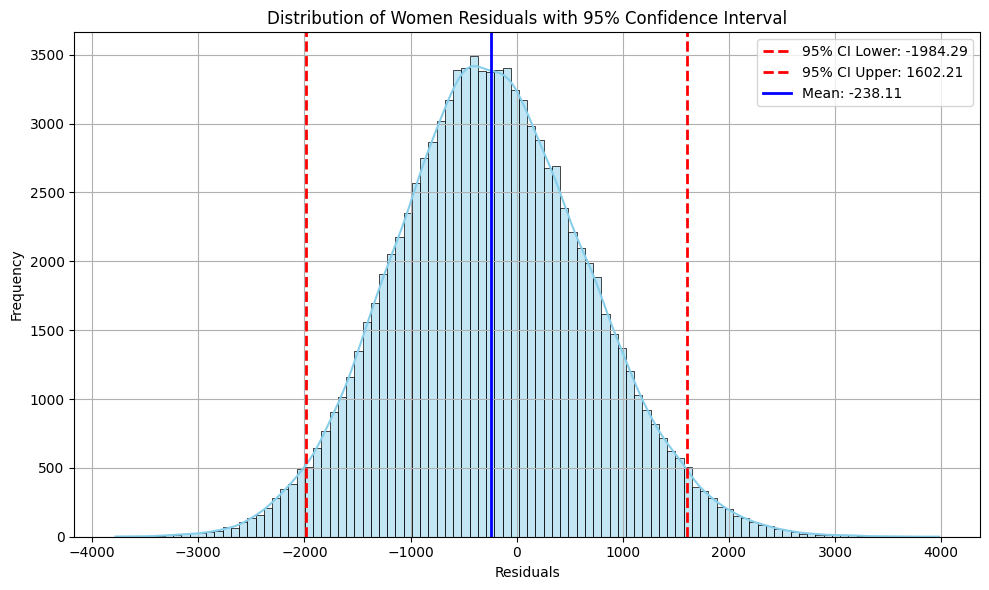 Distribution of Women Residuals with 95% Confidence Interval
95% CI Lower: -1984.29
95% CI Upper: 1602.21
Mean: -238.11
Frequency
3500
3000
2500
2000
1500
1000
500
0
−4000 −3000 −2000 −1000 0 1000 2000 3000 4000
Residuals